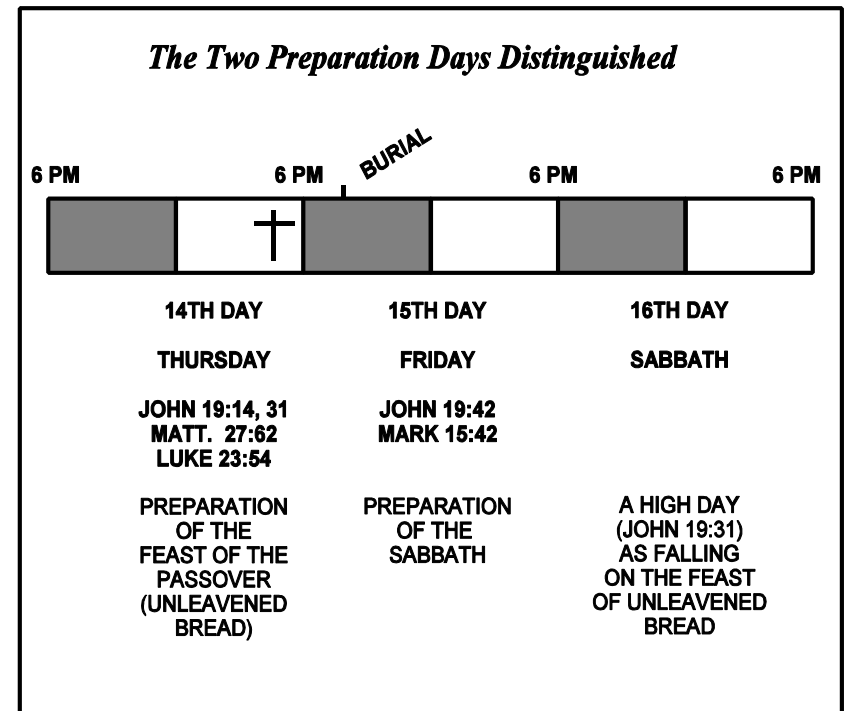 The Two Preparation Days Distinguished
BURIAL
6 PM 6 PM 6 PM 6 PM
14TH DAY 15TH DAY 16TH DAY
THURSDAY FRIDAY SABBATH
JOHN 19:14, 31 JOHN 19:42
MATT. 27:62 MARK 15:42
LUKE 23:54
PREPARATION PREPARATION A HIGH DAY
OF THE OF THE (JOHN 19:31)
FEAST OF THE SABBATH AS FALLING
PASSOVER ON THE FEAST
(UNLEAVENED OF UNLEAVENED
BREAD) BREAD